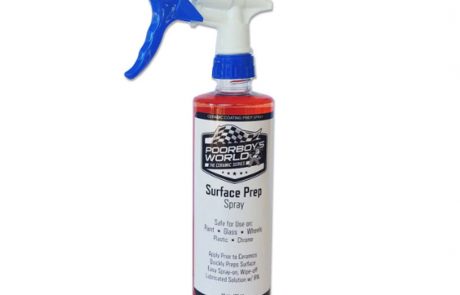 CERAMIC COATING PREP SPRAY
POORBOY'S
WORLD
THE CERAMIC SERIES
Surface Prep
Spray
Safe for Use on:
Paint • Glass • Wheels
Plastic • Chrome
Apply Prior to Ceramics
Quickly Preps Surface
Easy Spray-on, Wipe-off
Lubricated Solution w/ IPA